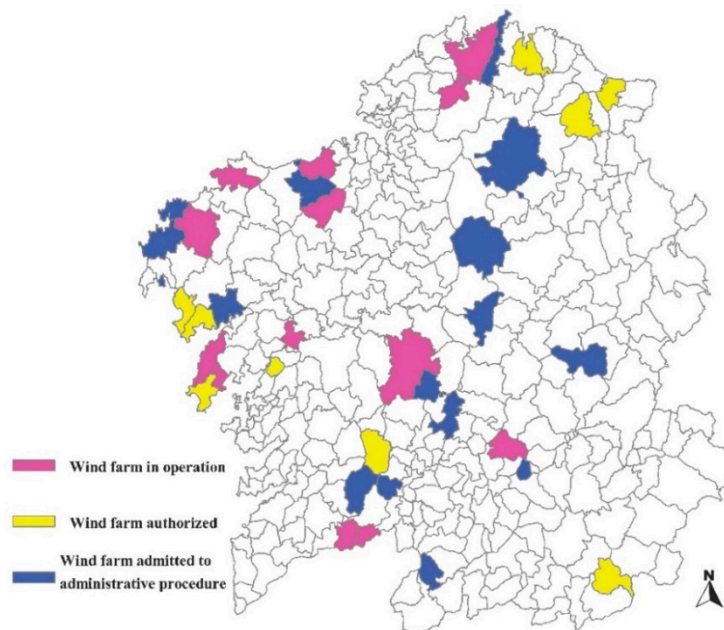 N
Wind farm in operation
Wind farm authorized
Wind farm admitted to
administrative procedure